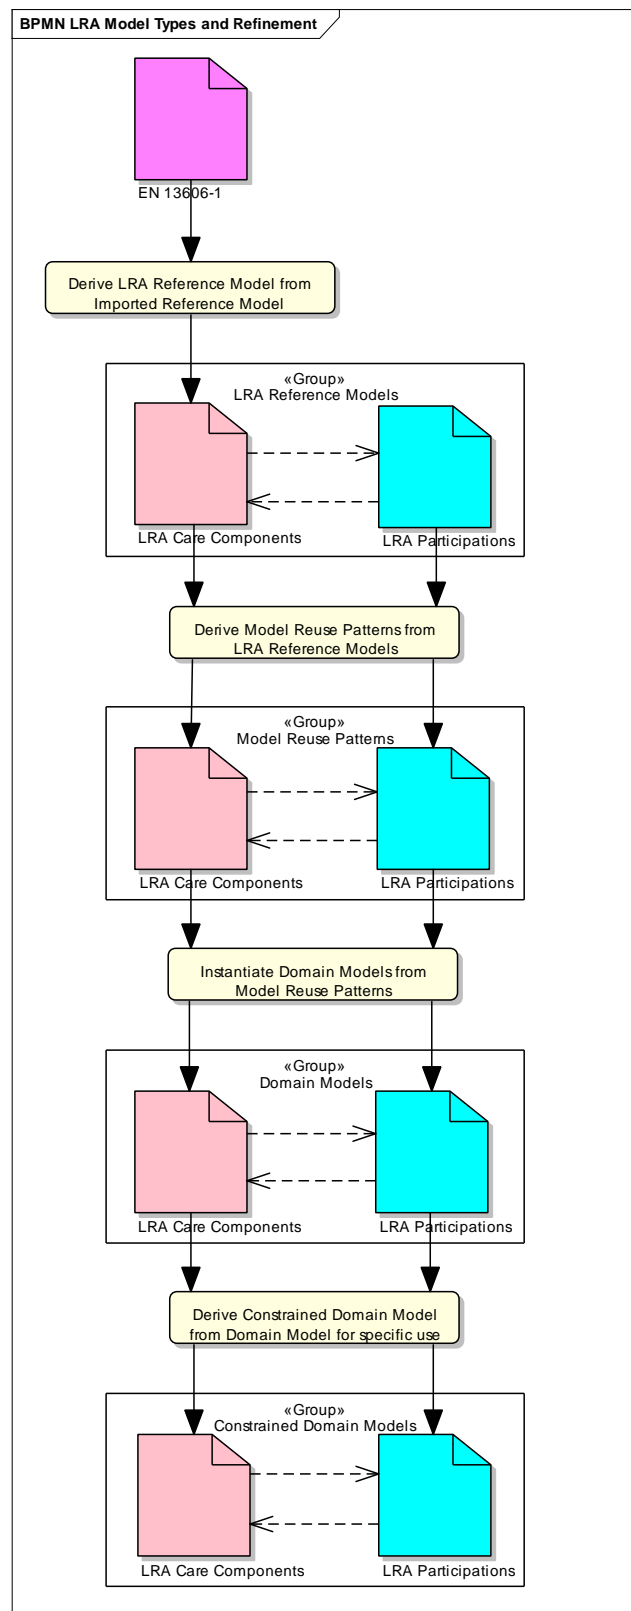 BPMN LRA Model Types and Refinement
EN 13606-1
Derive LRA Reference Model from
Imported Reference Model
«Group»
LRA Reference Models
LRA Care Components
LRA Participations
Derive Model Reuse Patterns from
LRA Reference Models
«Group»
Model Reuse Patterns
LRA Care Components
LRA Participations
Instantiate Domain Models from
Model Reuse Patterns
«Group»
Domain Models
LRA Care Components
LRA Participations
Derive Constrained Domain Model
from Domain Model for specific use
«Group»
Constrained Domain Models
LRA Care Components
LRA Participations